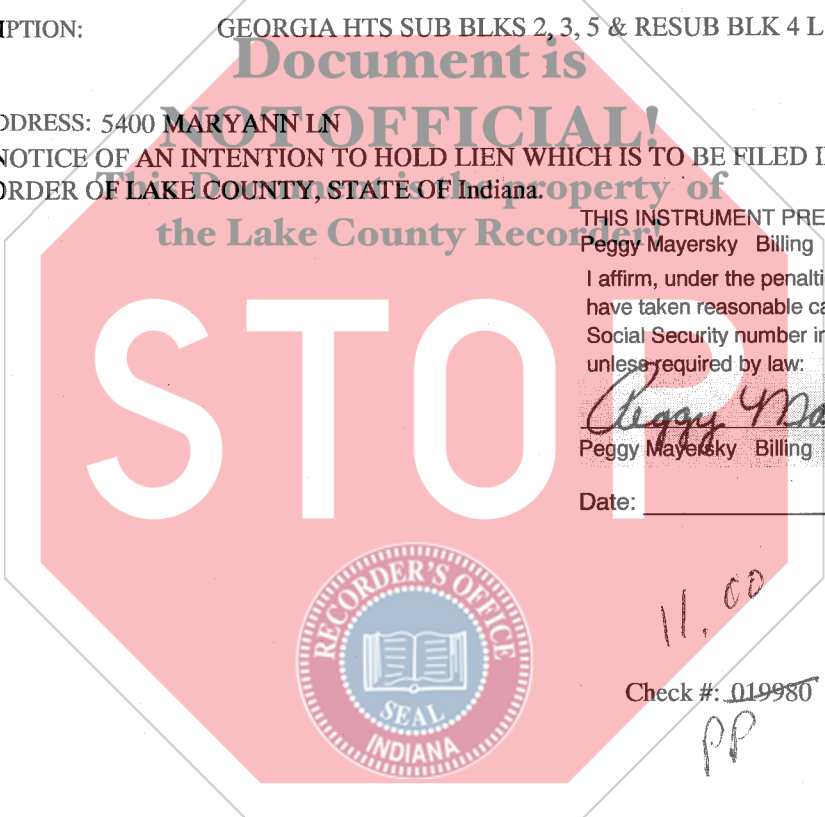 IPTION: GEORGIA HTS SUB BLKS 2, 3, 5 & RESUB BLK 4 L
Document is
NOT OFFICIAL!
DDRESS: 5400 MARYANN LN
NOTICE OF AN INTENTION TO HOLD LIEN WHICH IS TO BE FILED I
ORDER OF LAKE COUNTY, STATE OF Indiana.
This Document is the property of
the Lake County Recorder!
THIS INSTRUMENT PRE
Peggy Mayersky Billing
I affirm, under the penalti
have taken reasonable ca
Social Security number in
unless required by law:
Peggy Ma
Peggy Mayersky Billing
Date:
STOP
RECORDER'S OFFICE
SEAL
INDIANA
11.00
Check #: 019980
PP